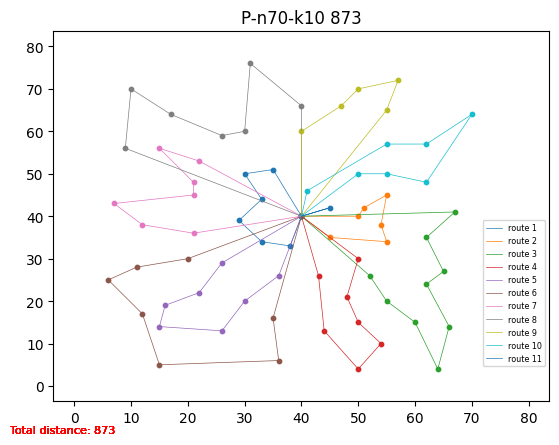 P-n70-k10 873
80
70
60
50
40
30
20
10
0
0 10 20 30 40 50 60 70 80
route 1
route 2
route 3
route 4
route 5
route 6
route 7
route 8
route 9
route 10
route 11
Total distance: 873